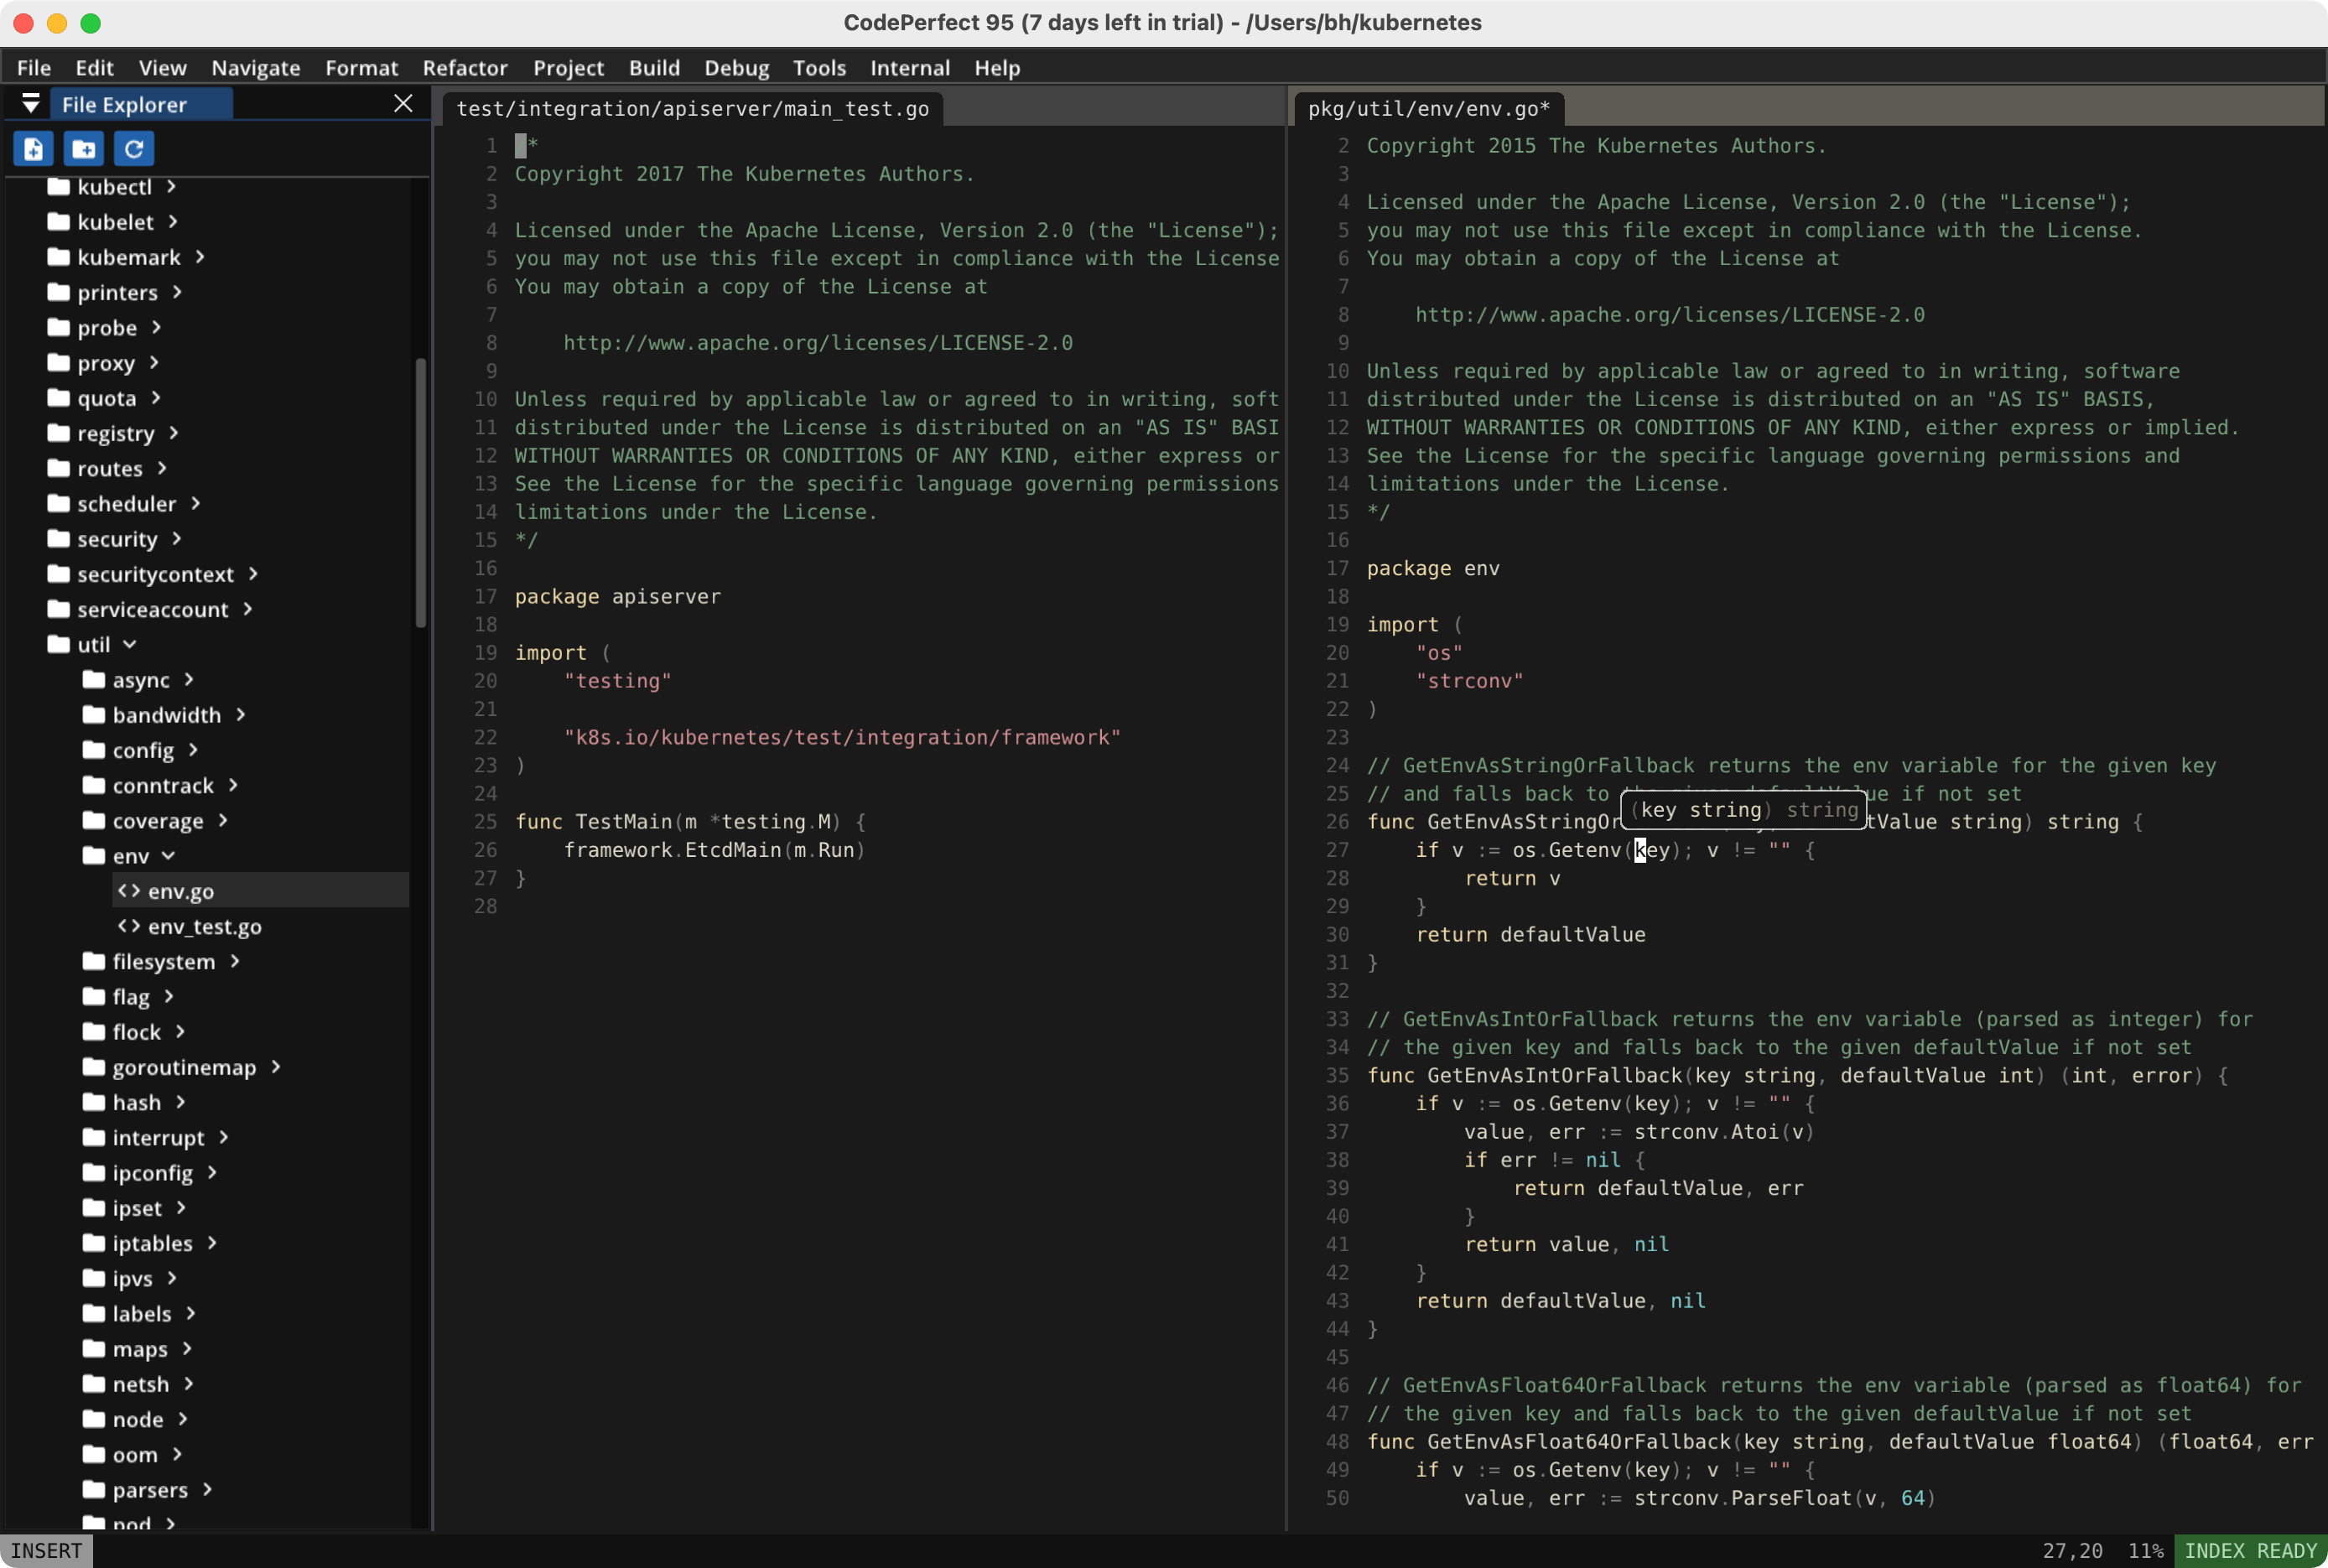 CodePerfect 95 (7 days left in trial) - /Users/bh/kubernetes
File Edit View Navigate Format Refactor Project Build Debug Tools Internal Help
File Explorer
kubectl
kubelet
kubemark
printers
probe
proxy
quota
registry
routes
scheduler
security
securitycontext
serviceaccount
util
async
bandwidth
config
conntrack
coverage
env
env.go
env_test.go
filesystem
flag
flock
goroutinemap
hash
interrupt
ipconfig
ipset
iptables
ipvs
labels
maps
netsh
node
oom
parsers
pod
test/integration/apiserver/main_test.go
1 *
2 Copyright 2017 The Kubernetes Authors.
3
4 Licensed under the Apache License, Version 2.0 (the "License");
5 you may not use this file except in compliance with the License
6 You may obtain a copy of the License at
7
8     http://www.apache.org/licenses/LICENSE-2.0
9
10 Unless required by applicable law or agreed to in writing, soft
11 distributed under the License is distributed on an "AS IS" BASI
12 WITHOUT WARRANTIES OR CONDITIONS OF ANY KIND, either express or
13 See the License for the specific language governing permissions
14 limitations under the License.
15 */
16
17 package apiserver
18
19 import (
20     "testing"
21
22     "k8s.io/kubernetes/test/integration/framework"
23 )
24
25 func TestMain(m *testing.M) {
26     framework.EtcdMain(m.Run)
27 }
28
pkg/util/env/env.go*
2 Copyright 2015 The Kubernetes Authors.
3
4 Licensed under the Apache License, Version 2.0 (the "License");
5 you may not use this file except in compliance with the License.
6 You may obtain a copy of the License at
7
8     http://www.apache.org/licenses/LICENSE-2.0
9
10 Unless required by applicable law or agreed to in writing, software
11 distributed under the License is distributed on an "AS IS" BASIS,
12 WITHOUT WARRANTIES OR CONDITIONS OF ANY KIND, either express or implied.
13 See the License for the specific language governing permissions and
14 limitations under the License.
15 */
16
17 package env
18
19 import (
20     "os"
21     "strconv"
22 )
23
24 // GetEnvAsStringOrFallback returns the env variable for the given key
25 // and falls back to ue if not set
(key string) string
26 func GetEnvAsStringOr tValue string) string {
27     if v := os.Getenv(key); v != "" {
28         return v
29     }
30     return defaultValue
31 }
32
33 // GetEnvAsIntOrFallback returns the env variable (parsed as integer) for
34 // the given key and falls back to the given defaultValue if not set
35 func GetEnvAsIntOrFallback(key string, defaultValue int) (int, error) {
36     if v := os.Getenv(key); v != "" {
37         value, err := strconv.Atoi(v)
38         if err != nil {
39             return defaultValue, err
40         }
41         return value, nil
42     }
43     return defaultValue, nil
44 }
45
46 // GetEnvAsFloat64OrFallback returns the env variable (parsed as float64) for
47 // the given key and falls back to the given defaultValue if not set
48 func GetEnvAsFloat64OrFallback(key string, defaultValue float64) (float64, err
49     if v := os.Getenv(key); v != "" {
50         value, err := strconv.ParseFloat(v, 64)
INSERT
27,20 11% INDEX READY